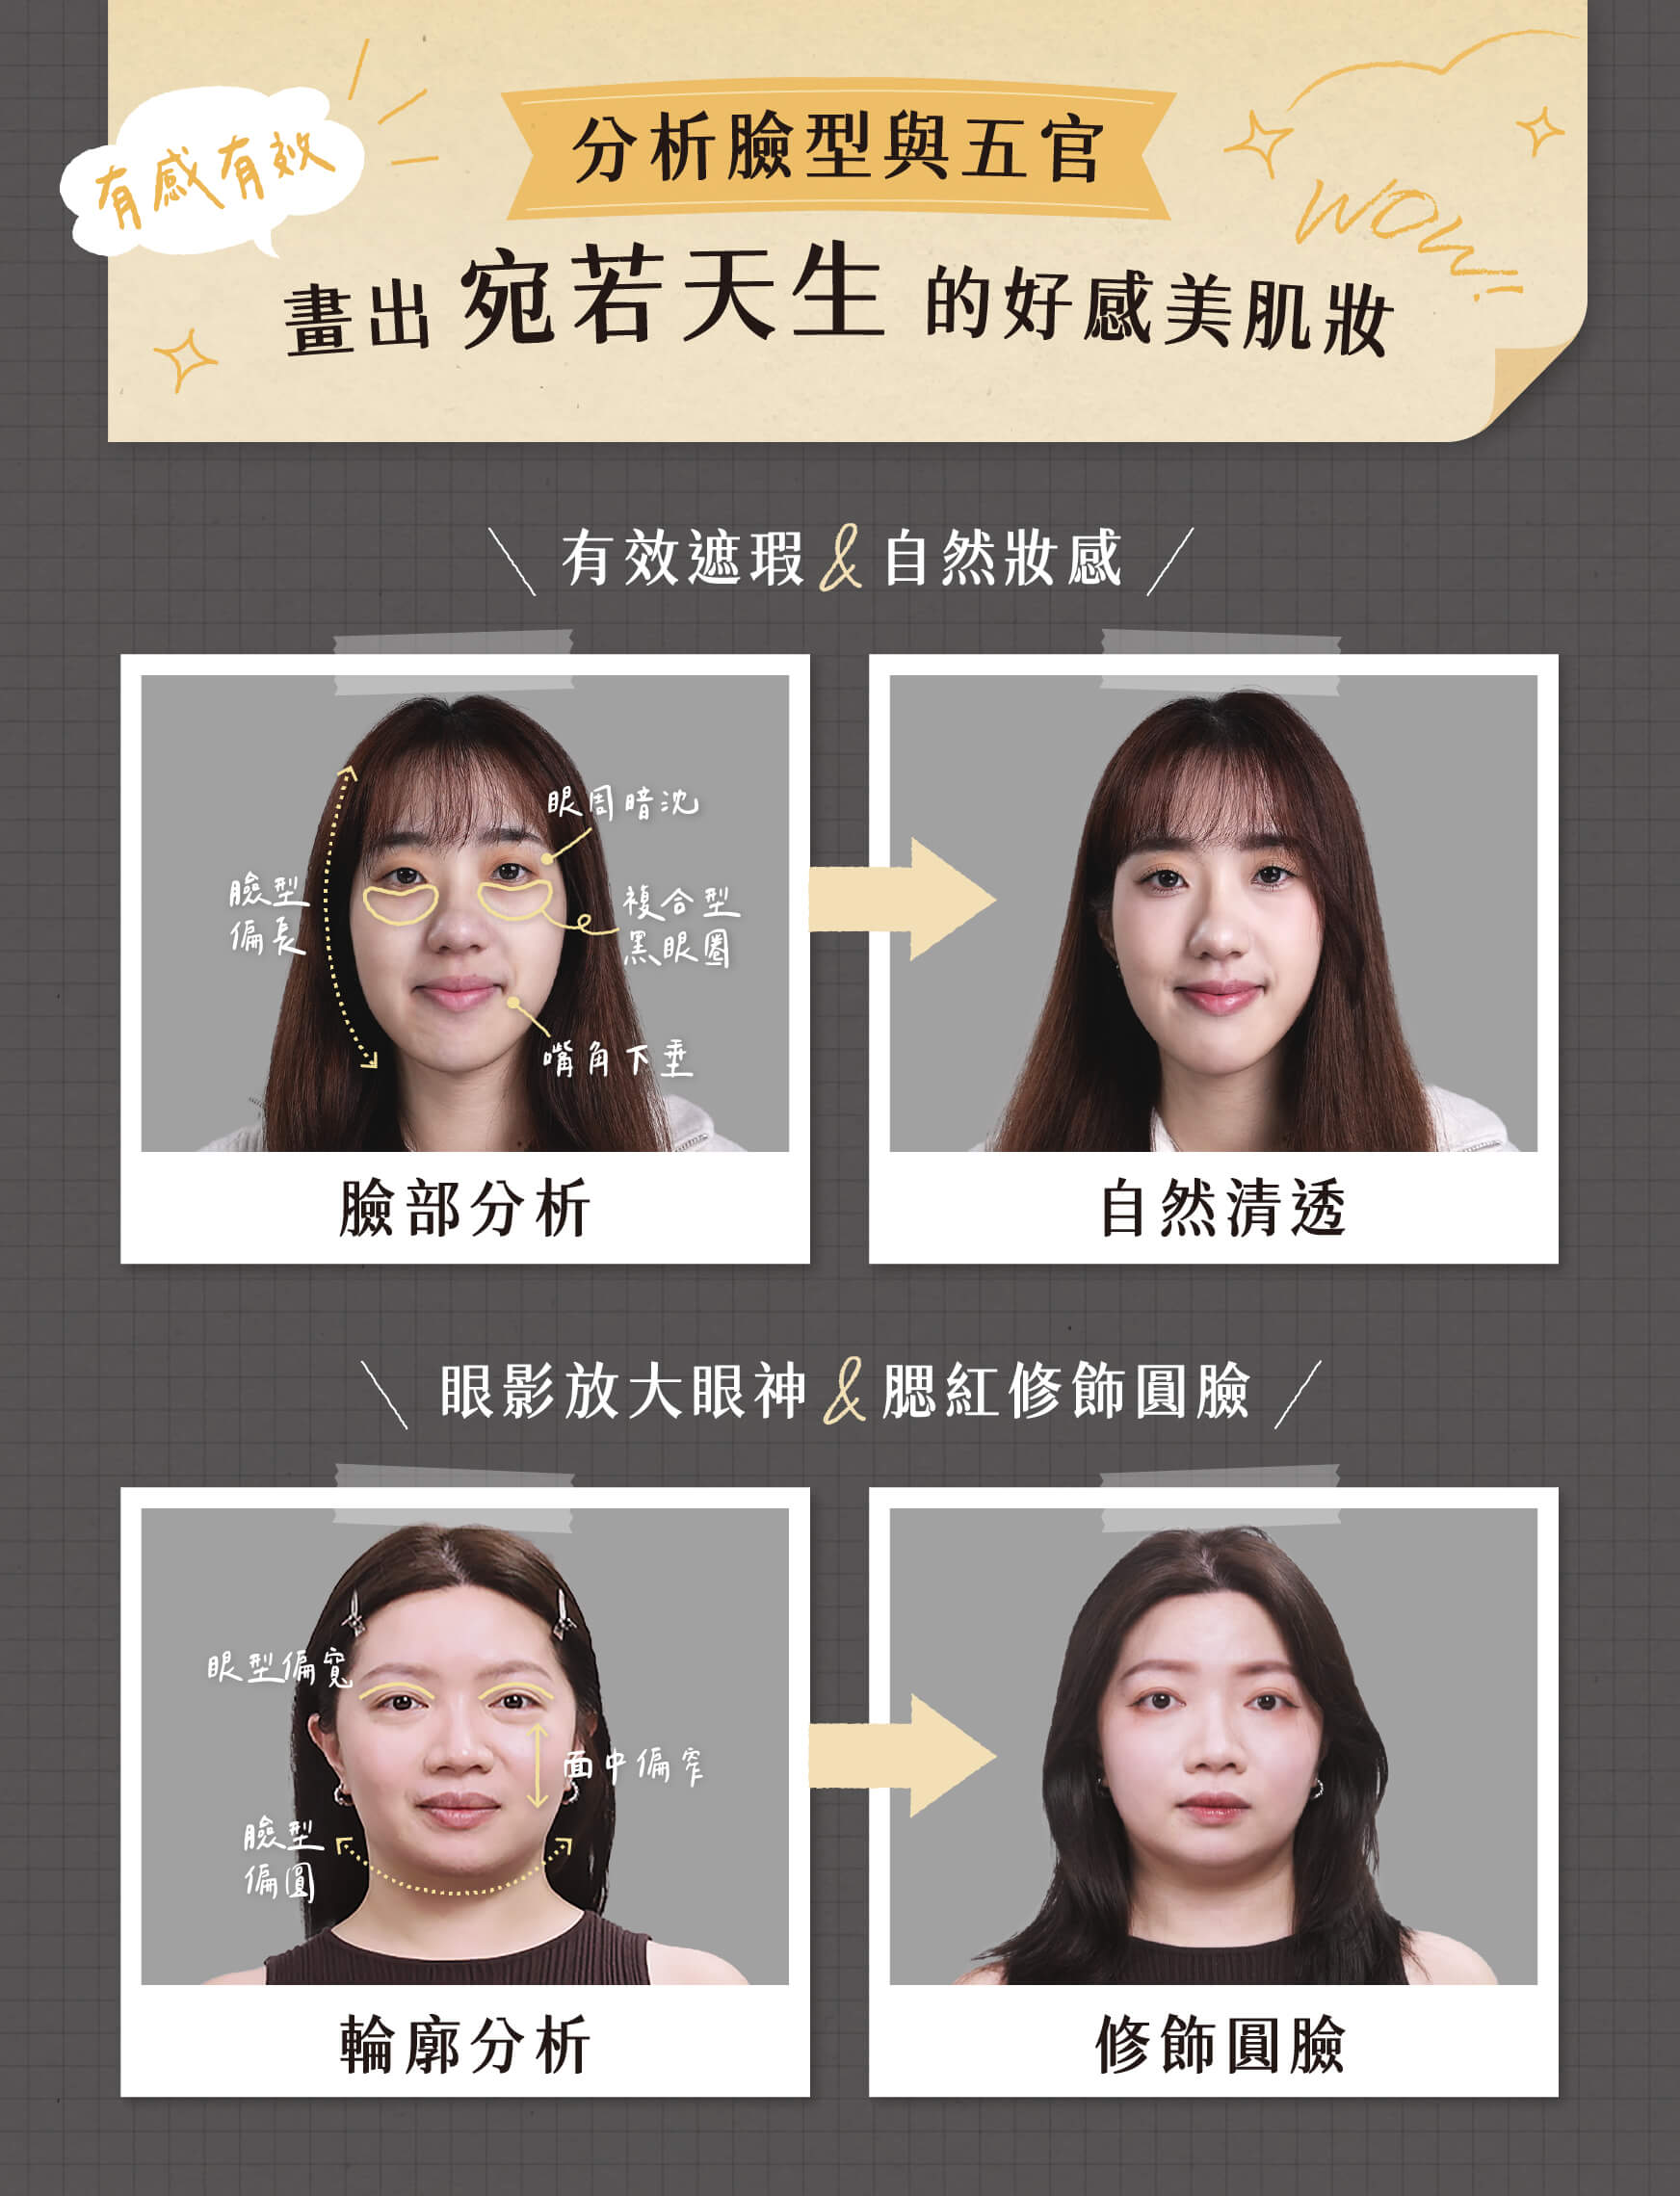 有感有效
分析臉型與五官
WOW!
畫出 宛若天生 的好感美肌妝
有效遮瑕 & 自然妝感
眼周暗沈
臉型
偏長
複合型
黑眼圈
嘴角下垂
臉部分析
自然清透
眼影放大眼神 & 腮紅修飾圓臉
眼型偏寬
面中偏窄
臉型
偏圓
輪廓分析
修飾圓臉